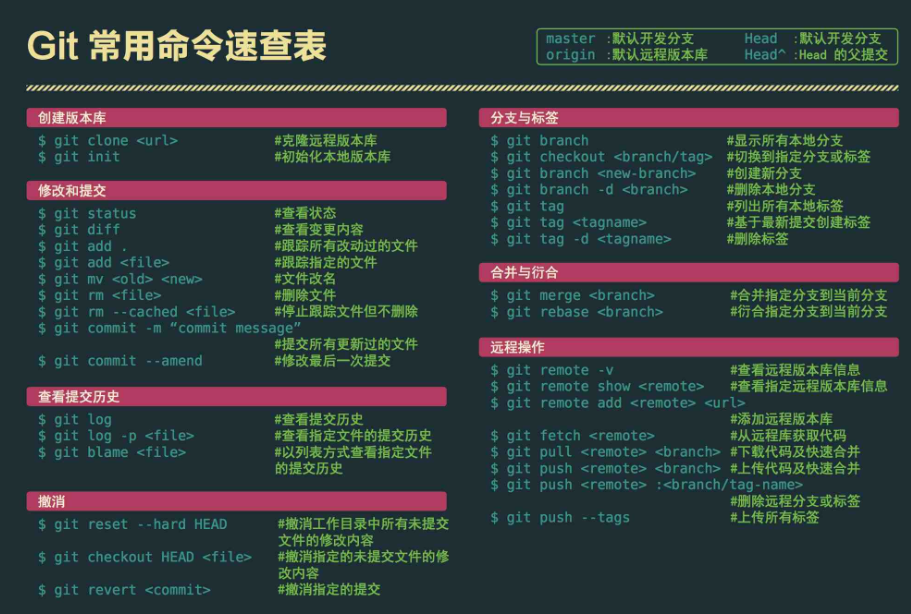 Git 常用命令速查表
master :默认开发分支 Head :默认开发分支
origin :默认远程版本库 Head^ :Head 的父提交
创建版本库
$ git clone <url> #克隆远程版本库
$ git init #初始化本地版本库
修改和提交
$ git status #查看状态
$ git diff #查看变更内容
$ git add . #跟踪所有改动过的文件
$ git add <file> #跟踪指定的文件
$ git mv <old> <new> #文件改名
$ git rm <file> #删除文件
$ git rm --cached <file> #停止跟踪文件但不删除
$ git commit -m “commit message”
#提交所有更新过的文件
$ git commit --amend #修改最后一次提交
查看提交历史
$ git log #查看提交历史
$ git log -p <file> #查看指定文件的提交历史
$ git blame <file> #以列表方式查看指定文件
的提交历史
撤消
$ git reset --hard HEAD #撤消工作目录中所有未提交
文件的修改内容
$ git checkout HEAD <file> #撤消指定的未提交文件的修
改内容
$ git revert <commit> #撤消指定的提交
分支与标签
$ git branch #显示所有本地分支
$ git checkout <branch/tag> #切换到指定分支或标签
$ git branch <new-branch> #创建新分支
$ git branch -d <branch> #删除本地分支
$ git tag #列出所有本地标签
$ git tag <tagname> #基于最新提交创建标签
$ git tag -d <tagname> #删除标签
合并与衍合
$ git merge <branch> #合并指定分支到当前分支
$ git rebase <branch> #衍合指定分支到当前分支
远程操作
$ git remote -v #查看远程版本库信息
$ git remote show <remote> #查看指定远程版本库信息
$ git remote add <remote> <url>
#添加远程版本库
$ git fetch <remote> #从远程库获取代码
$ git pull <remote> <branch> #下载代码及快速合并
$ git push <remote> <branch> #上传代码及快速合并
$ git push <remote> :<branch/tag-name>
#删除远程分支或标签
$ git push --tags #上传所有标签